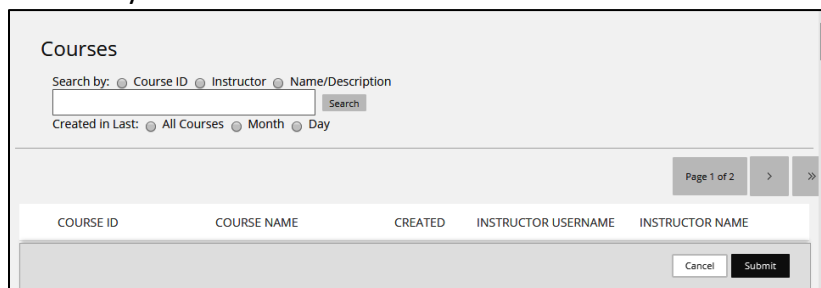 Courses
Search by: Course ID Instructor Name/Description
Search
Created in Last: All Courses Month Day
Page 1 of 2 > »
COURSE ID COURSE NAME CREATED INSTRUCTOR USERNAME INSTRUCTOR NAME
Cancel Submit